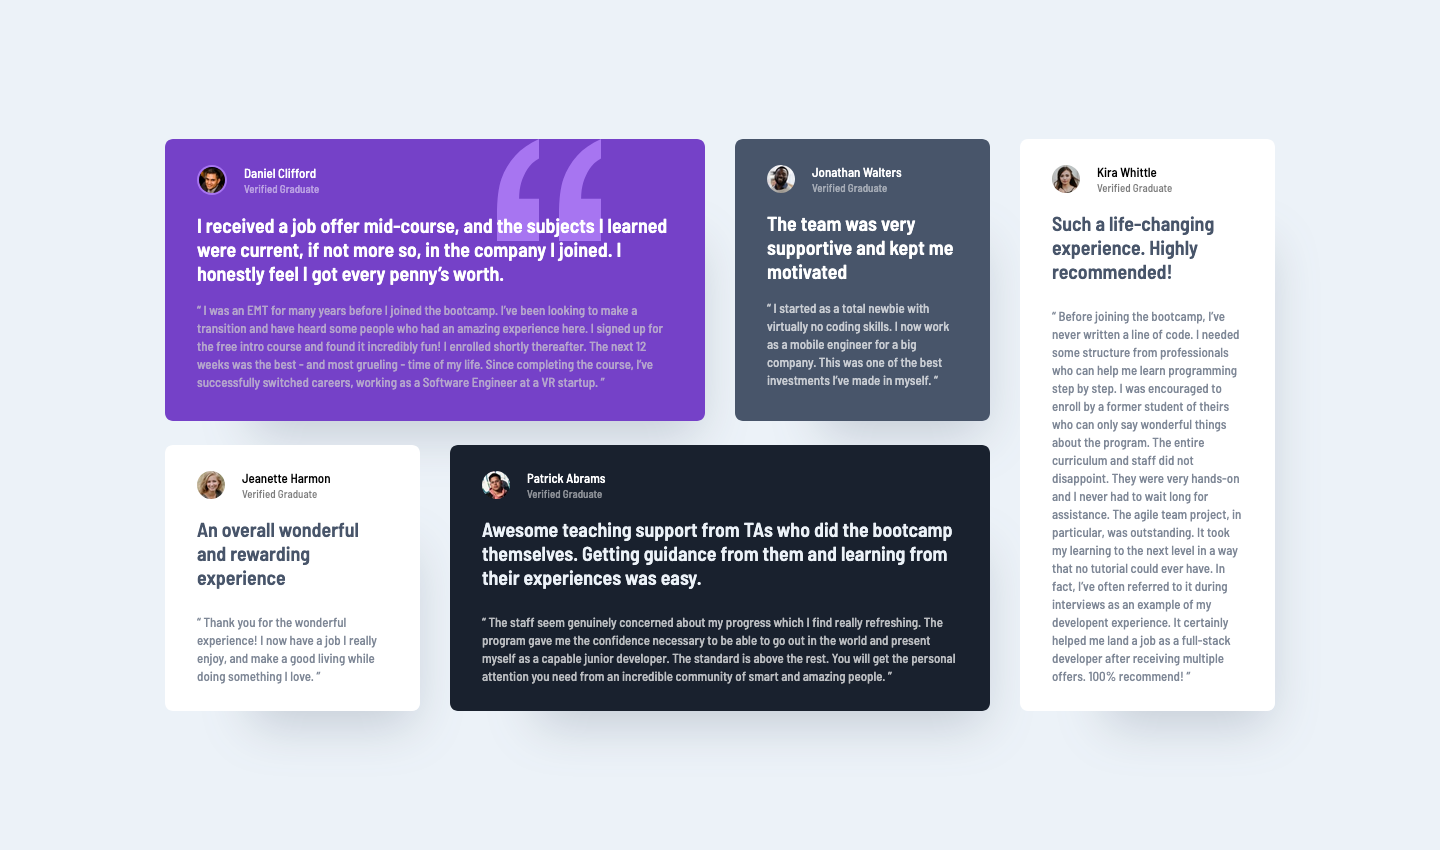 Daniel Clifford
Verified Graduate
I received a job offer mid-course, and the subjects I learned
were current, if not more so, in the company I joined. I
honestly feel I got every penny’s worth.
“ I was an EMT for many years before I joined the bootcamp. I’ve been looking to make a
transition and have heard some people who had an amazing experience here. I signed up for
the free intro course and found it incredibly fun! I enrolled shortly thereafter. The next 12
weeks was the best - and most grueling - time of my life. Since completing the course, I’ve
successfully switched careers, working as a Software Engineer at a VR startup. ”
Jonathan Walters
Verified Graduate
The team was very
supportive and kept me
motivated
“ I started as a total newbie with
virtually no coding skills. I now work
as a mobile engineer for a big
company. This was one of the best
investments I’ve made in myself. ”
Kira Whittle
Verified Graduate
Such a life-changing
experience. Highly
recommended!
“ Before joining the bootcamp, I’ve
never written a line of code. I needed
some structure from professionals
who can help me learn programming
step by step. I was encouraged to
enroll by a former student of theirs
who can only say wonderful things
about the program. The entire
curriculum and staff did not
disappoint. They were very hands-on
and I never had to wait long for
assistance. The agile team project, in
particular, was outstanding. It took
my learning to the next level in a way
that no tutorial could ever have. In
fact, I’ve often referred to it during
interviews as an example of my
developent experience. It certainly
helped me land a job as a full-stack
developer after receiving multiple
offers. 100% recommend! ”
Jeanette Harmon
Verified Graduate
An overall wonderful
and rewarding
experience
“ Thank you for the wonderful
experience! I now have a job I really
enjoy, and make a good living while
doing something I love. ”
Patrick Abrams
Verified Graduate
Awesome teaching support from TAs who did the bootcamp
themselves. Getting guidance from them and learning from
their experiences was easy.
“ The staff seem genuinely concerned about my progress which I find really refreshing. The
program gave me the confidence necessary to be able to go out in the world and present
myself as a capable junior developer. The standard is above the rest. You will get the personal
attention you need from an incredible community of smart and amazing people. ”